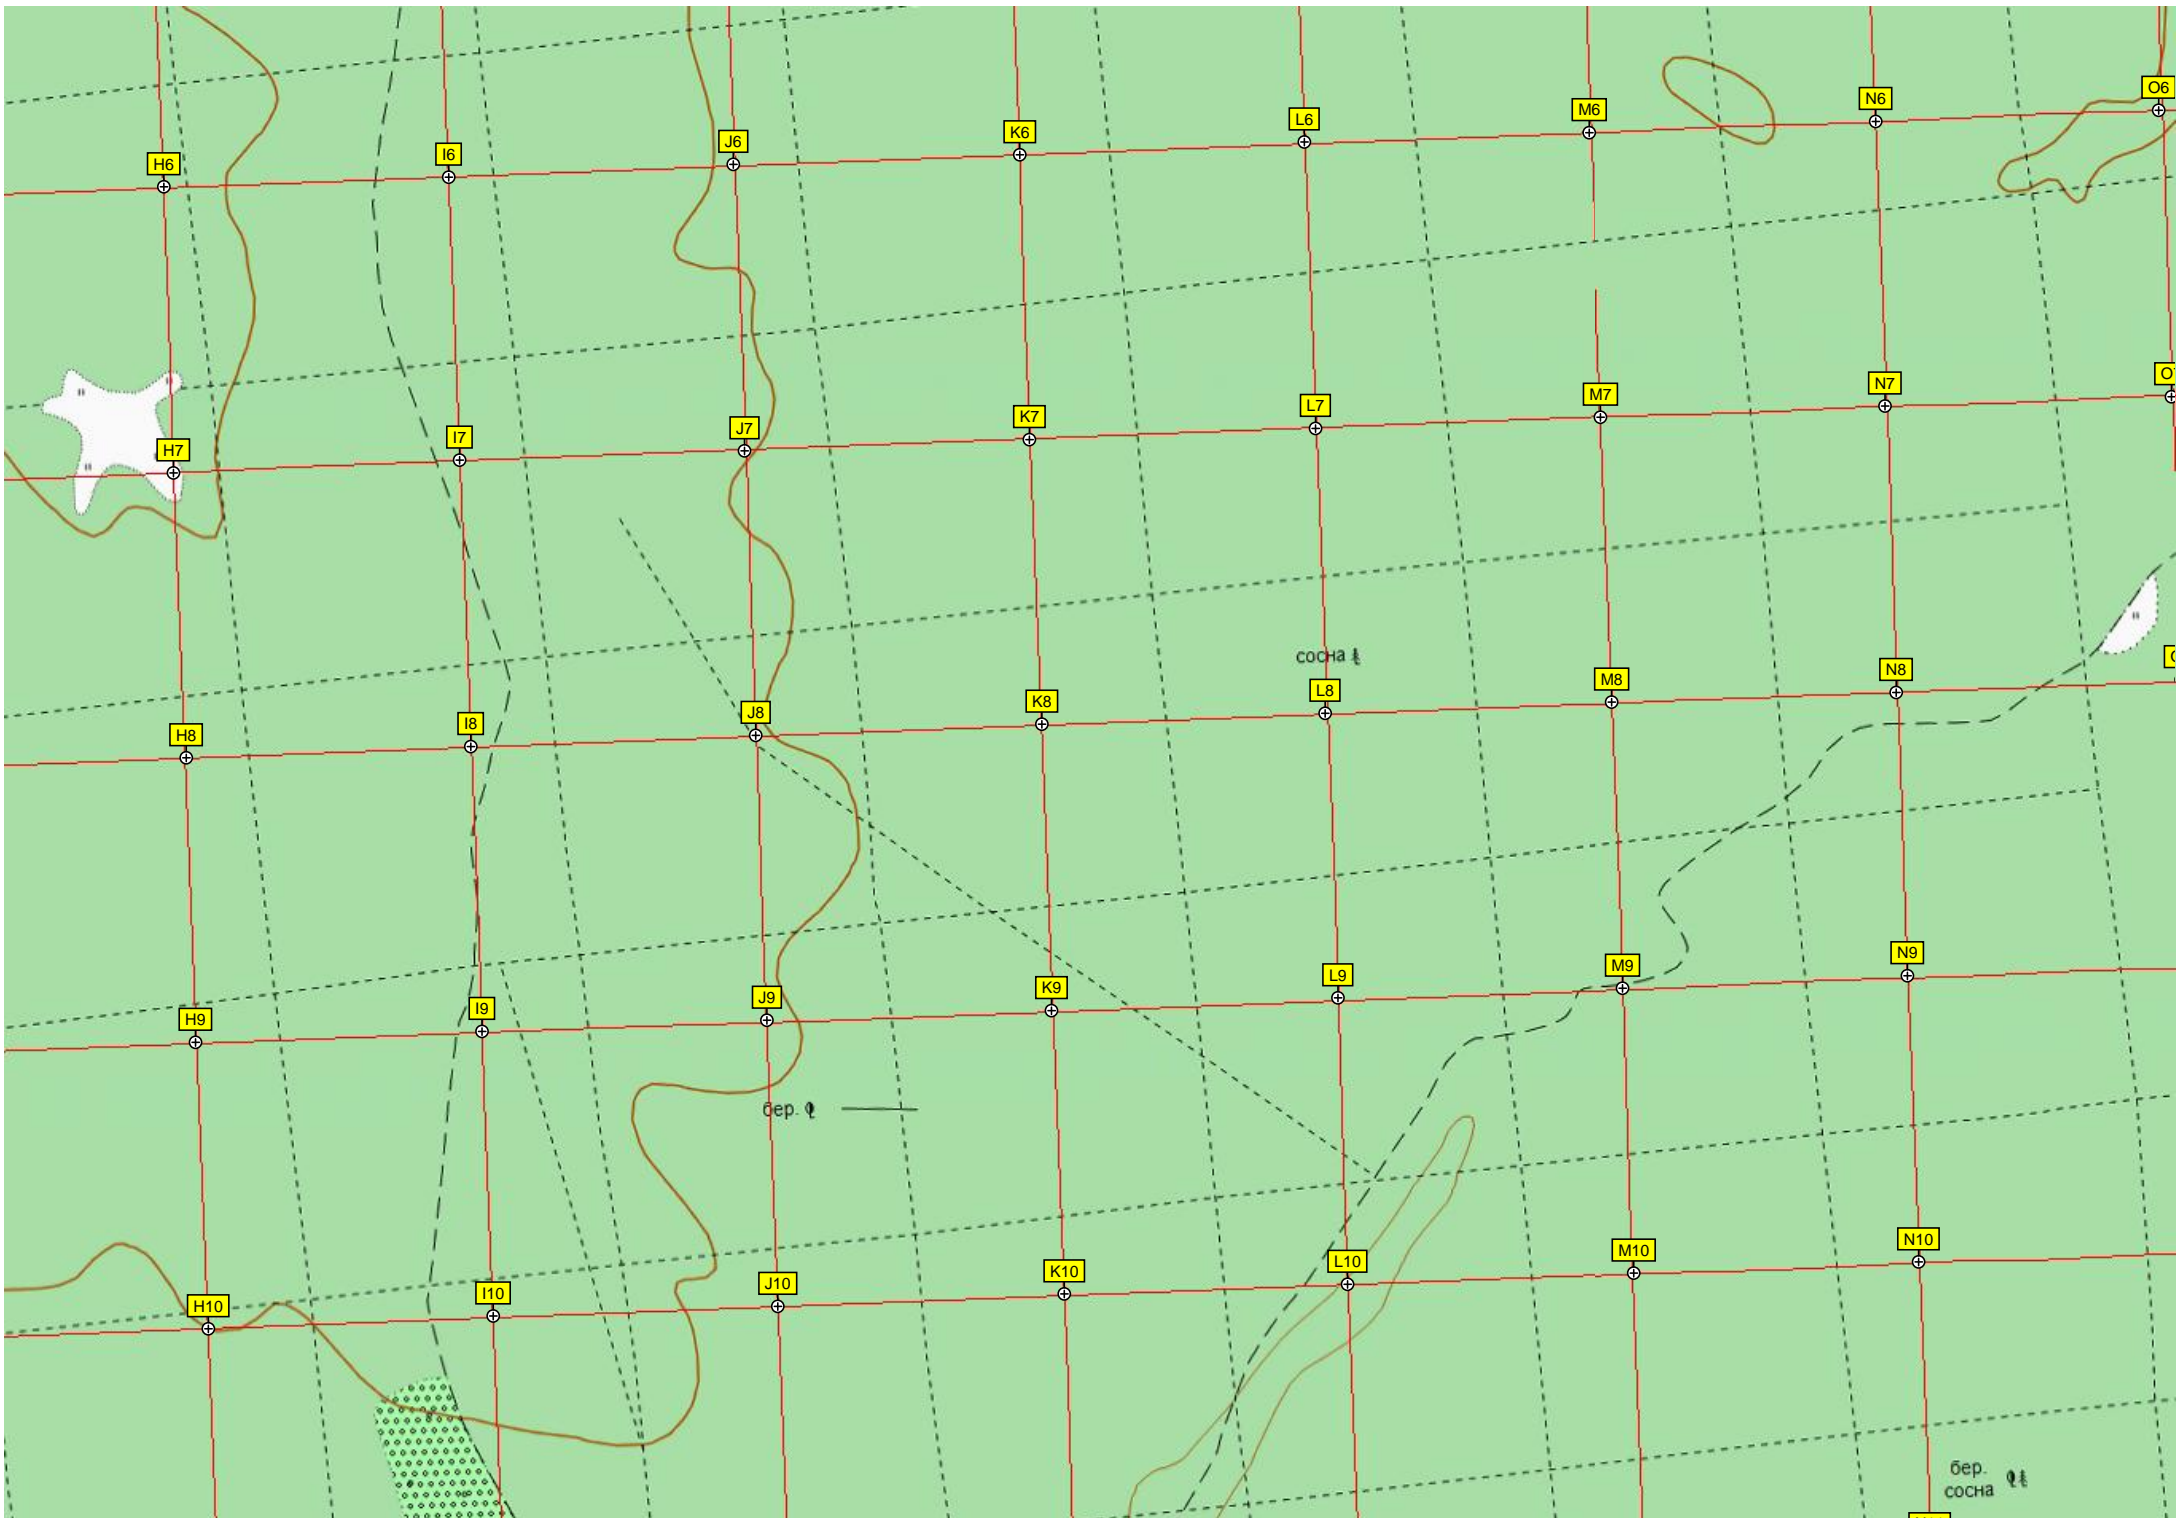 H6 I6 J6 K6 L6 M6 N6 O6
H7 I7 J7 K7 L7 M7 N7
сосна
H8 I8 J8 K8 L8 M8 N8
H9 I9 J9 K9 L9 M9 N9
бер.
H10 I10 J10 K10 L10 M10 N10
бер.
сосна